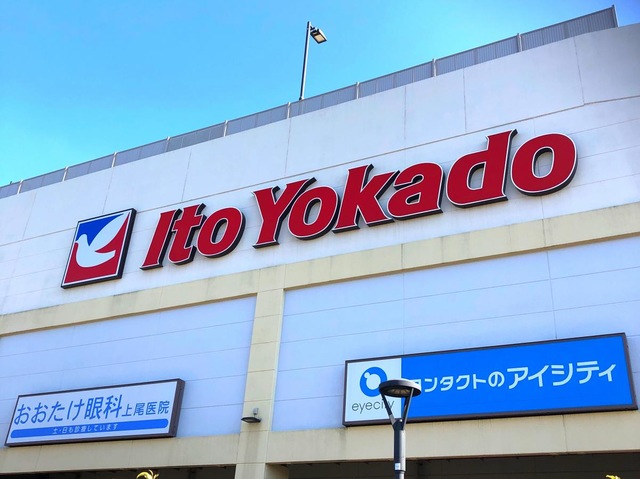 Ito Yokado
おおたけ眼科上尾医院
土・日も診療しています
eyecity
コンタクトのアイシティ